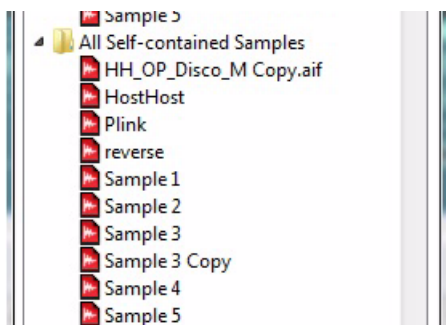 Sample 5
All Self-contained Samples
HH_OP_Disco_M Copy.aif
HostHost
Plink
reverse
Sample 1
Sample 2
Sample 3
Sample 3 Copy
Sample 4
Sample 5